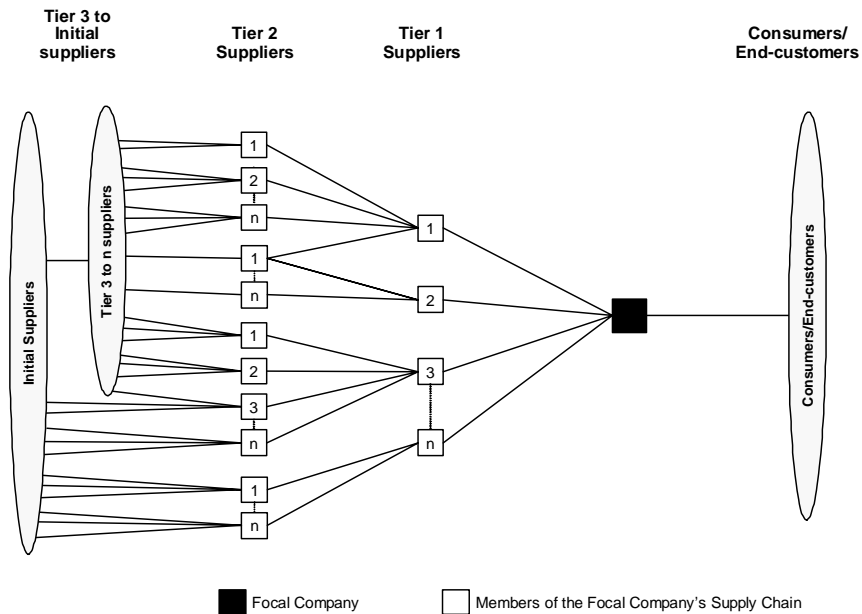 Tier 3 to
Initial
suppliers
Tier 2
Suppliers
Tier 1
Suppliers
Consumers/
End-customers
Initial Suppliers
Tier 3 to n suppliers
1
2
n
1
n
1
2
3
n
1
n
1
2
3
n
Consumers/End-customers
Focal Company
Members of the Focal Company's Supply Chain